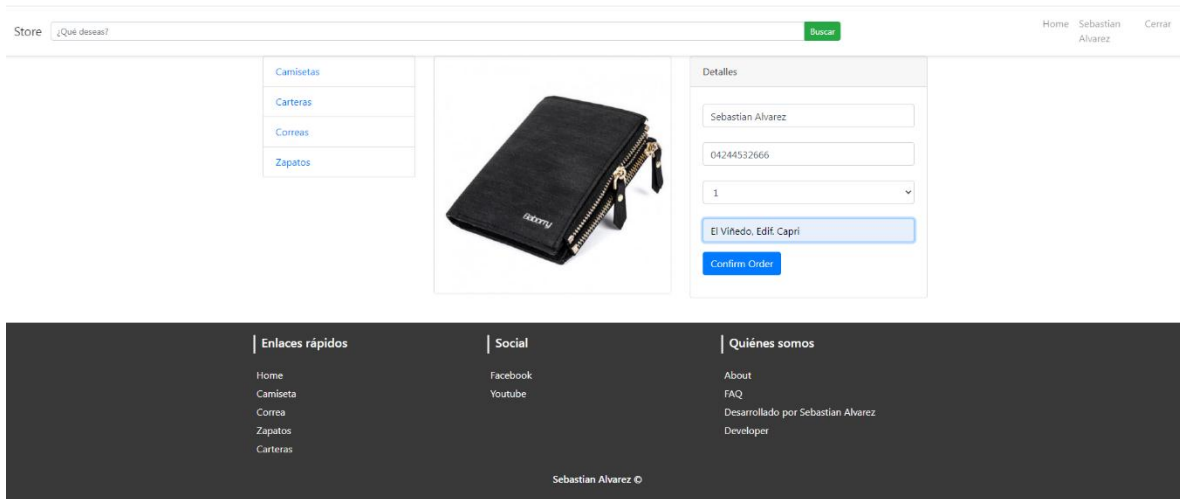 Store
¿Qué deseas?
Buscar
Home
Sebastian
Alvarez
Cerrar
Camisetas
Carteras
Correas
Zapatos
Detalles
Sebastian Alvarez
04244532666
1
El Viñedo, Edif. Capri
Confirm Order
Enlaces rápidos
Home
Camiseta
Correa
Zapatos
Carteras
Social
Facebook
Youtube
Quiénes somos
About
FAQ
Desarrollado por Sebastian Alvarez
Developer
Sebastian Alvarez ©